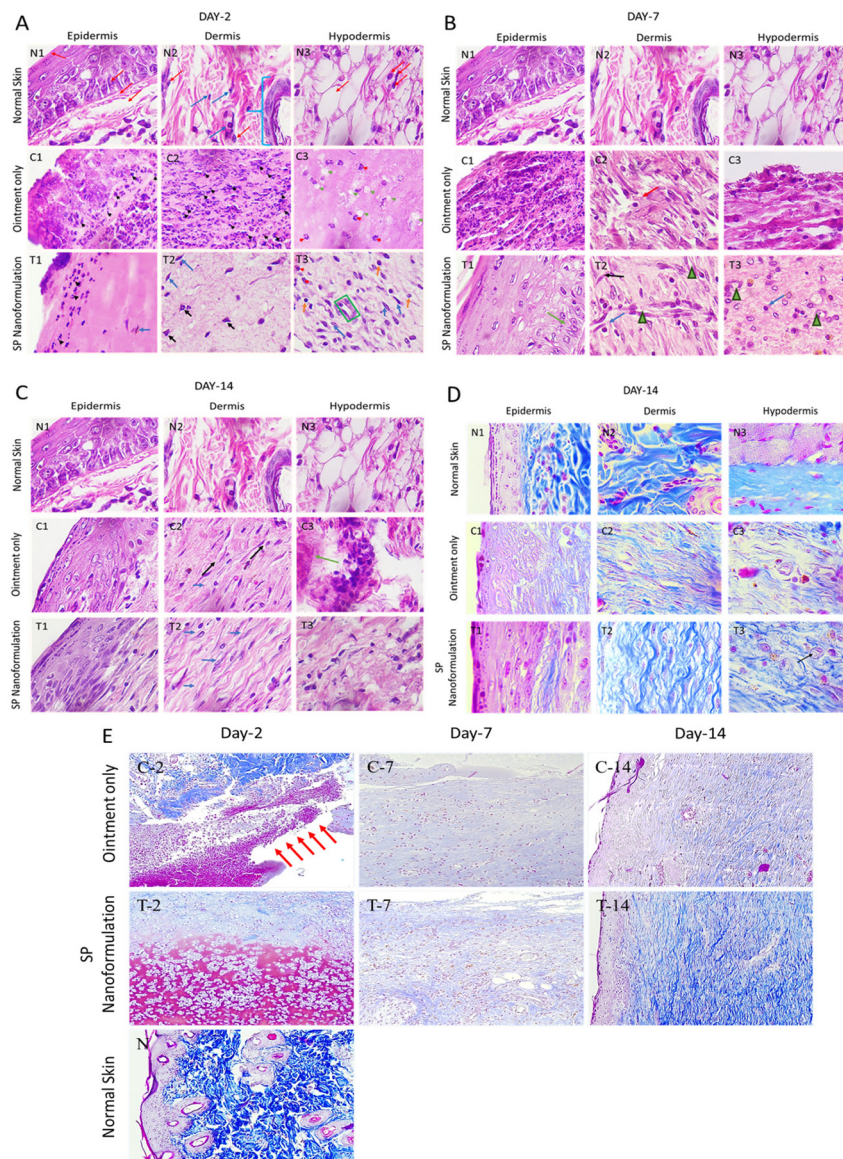 A
DAY-2
Epidermis Dermis Hypodermis
Normal Skin
N1 N2 N3
Ointment only
C1 C2 C3
SP Nanoformulation
T1 T2 T3
B
DAY-7
Epidermis Dermis Hypodermis
Normal Skin
N1 N2 N3
Ointment only
C1 C2 C3
SP Nanoformulation
T1 T2 T3
C
DAY-14
Epidermis Dermis Hypodermis
Normal Skin
N1 N2 N3
Ointment only
C1 C2 C3
SP Nanoformulation
T1 T2 T3
D
DAY-14
Epidermis Dermis Hypodermis
Normal Skin
N1 N2 N3
Ointment only
C1 C2 C3
SP
Nanoformulation
T1 T2 T3
E
Day-2 Day-7 Day-14
Ointment only
C-2 C-7 C-14
2
SP
Nanoformulation
T-2 T-7 T-14
Normal Skin
N